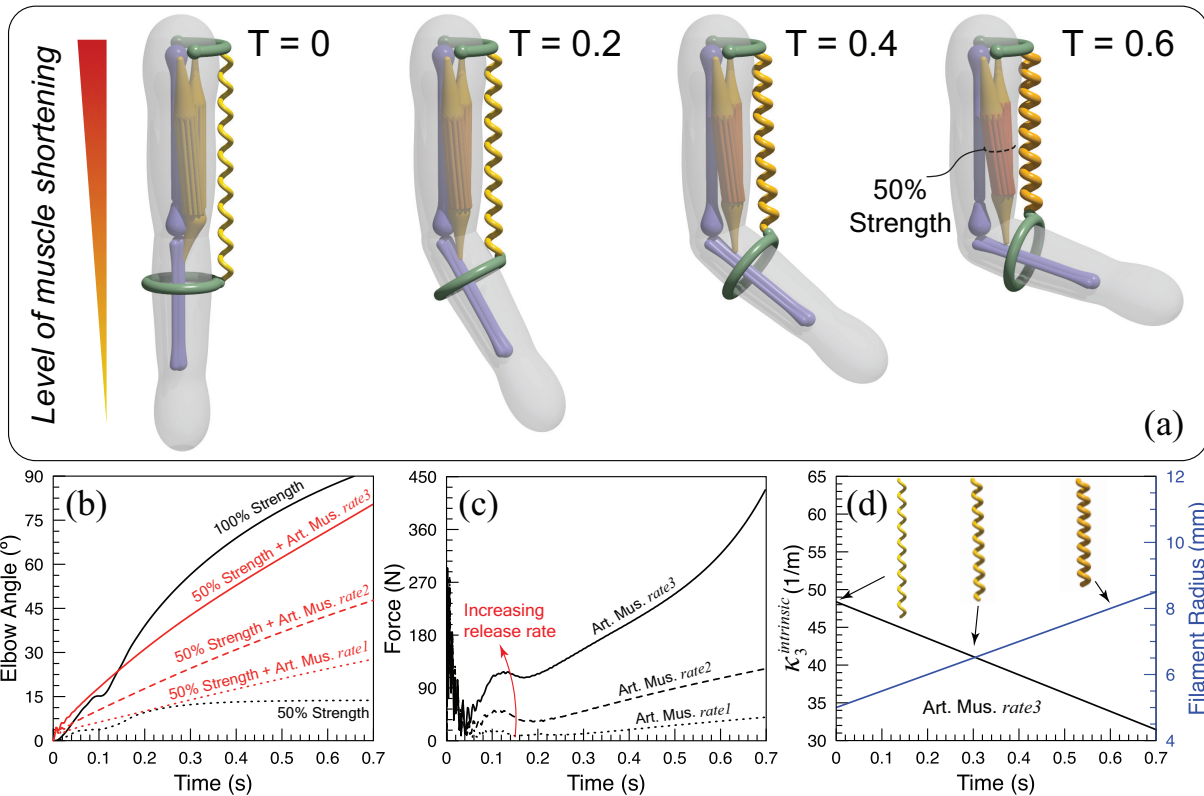 Level of muscle shortening
T = 0
T = 0.2
T = 0.4
T = 0.6
50%
Strength
(a)
(b)
Elbow Angle (º)
90
75
60
45
30
15
0
100% Strength
50% Strength + Art. Mus. rate3
50% Strength + Art. Mus. rate2
50% Strength + Art. Mus. rate1
50% Strength
0 0.1 0.2 0.3 0.4 0.5 0.6 0.7
Time (s)
(c)
Force (N)
450
360
270
180
90
0
Increasing
release rate
Art. Mus. rate3
Art. Mus. rate2
Art. Mus. rate1
0 0.1 0.2 0.3 0.4 0.5 0.6 0.7
Time (s)
(d)
κ₃^intrinsic (1/m)
65
60
55
50
45
40
35
30
Art. Mus. rate3
12
10
8
6
4
Filament Radius (mm)
0 0.1 0.2 0.3 0.4 0.5 0.6 0.7
Time (s)